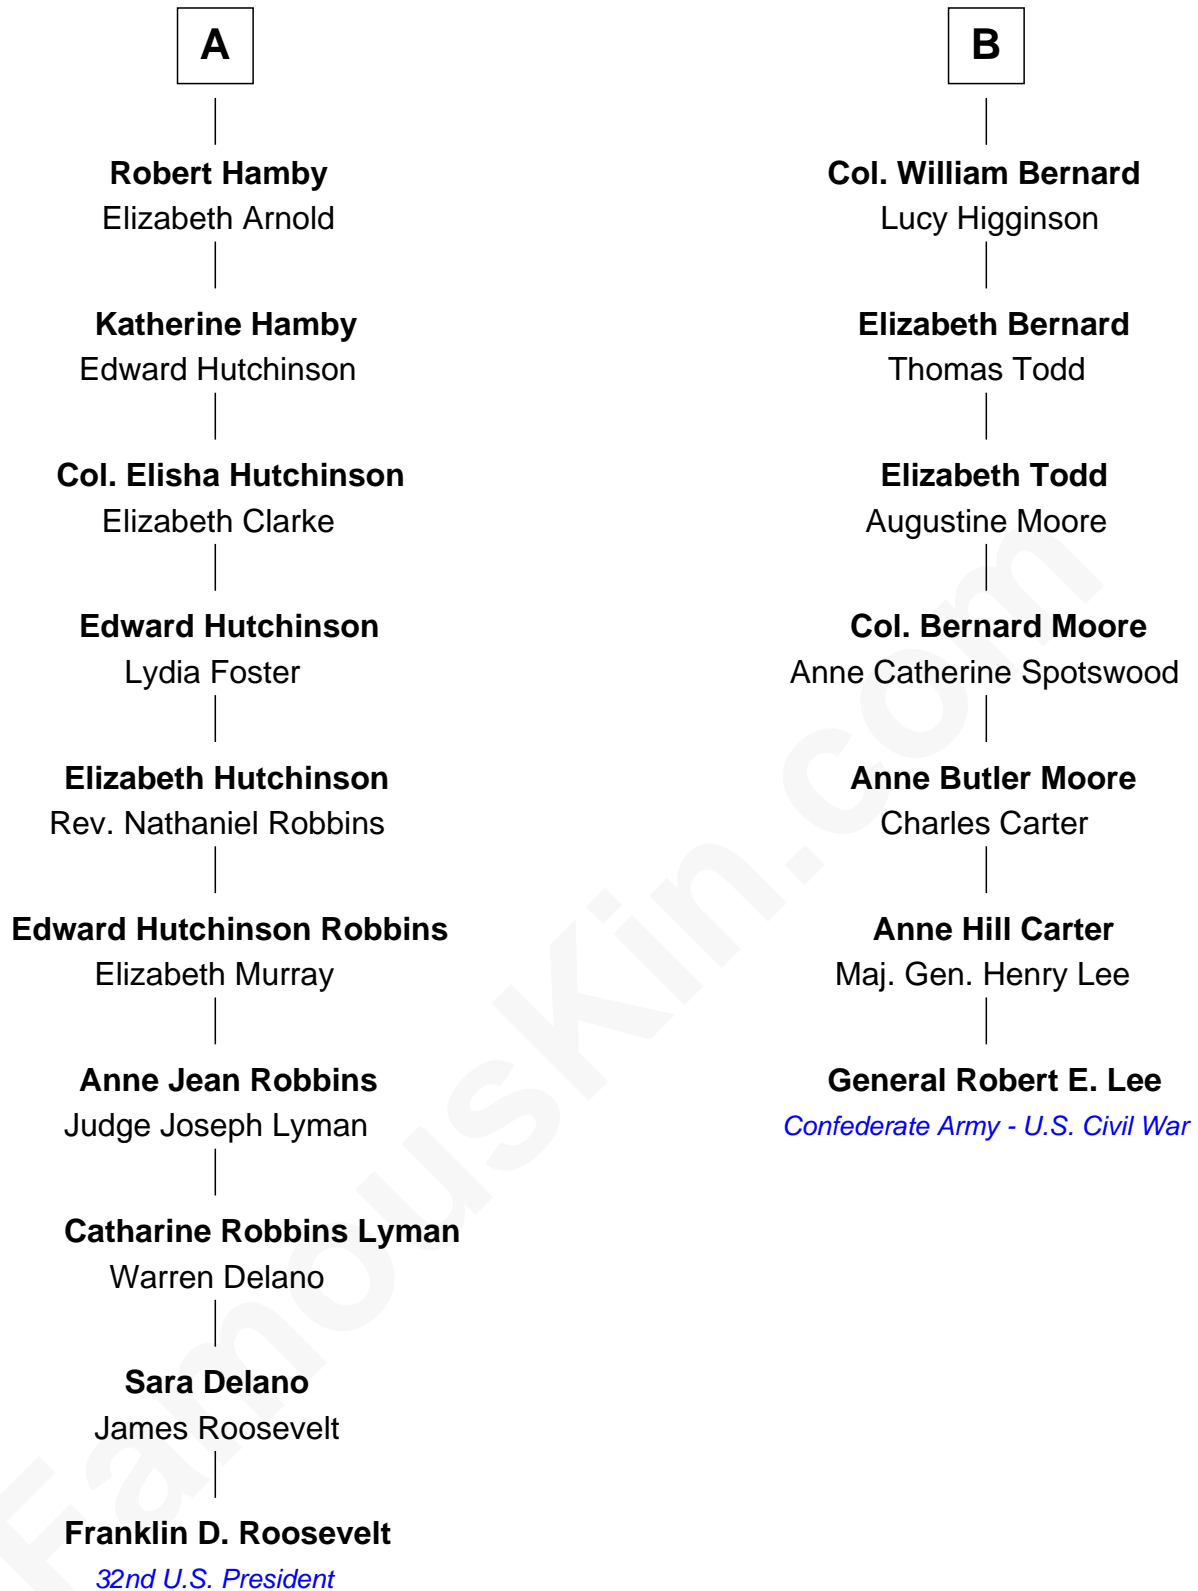 A
Robert Hamby
Elizabeth Arnold
Katherine Hamby
Edward Hutchinson
Col. Elisha Hutchinson
Elizabeth Clarke
Edward Hutchinson
Lydia Foster
Elizabeth Hutchinson
Rev. Nathaniel Robbins
Edward Hutchinson Robbins
Elizabeth Murray
Anne Jean Robbins
Judge Joseph Lyman
Catharine Robbins Lyman
Warren Delano
Sara Delano
James Roosevelt
Franklin D. Roosevelt
32nd U.S. President
B
Col. William Bernard
Lucy Higginson
Elizabeth Bernard
Thomas Todd
Elizabeth Todd
Augustine Moore
Col. Bernard Moore
Anne Catherine Spotswood
Anne Butler Moore
Charles Carter
Anne Hill Carter
Maj. Gen. Henry Lee
General Robert E. Lee
Confederate Army - U.S. Civil War
FamousKin.com